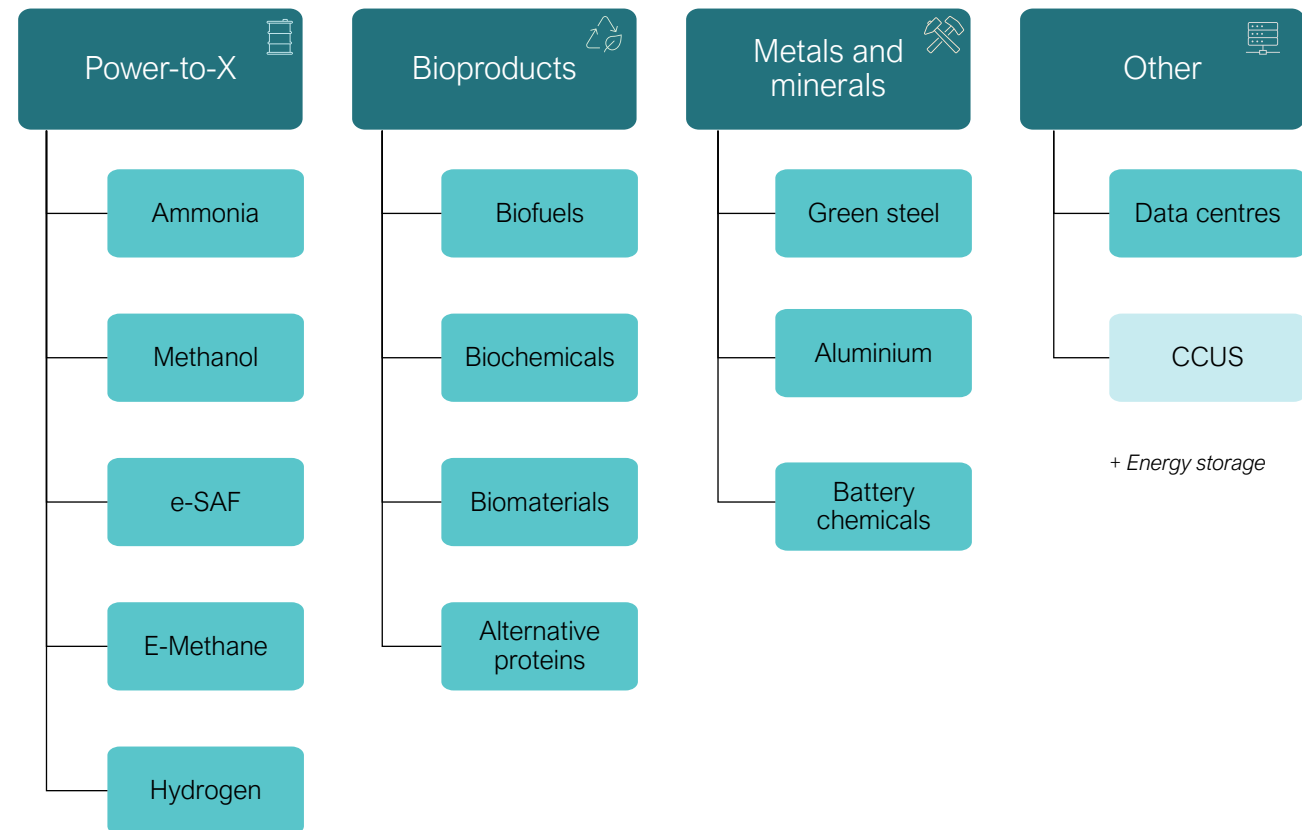 Power-to-X
Ammonia
Methanol
e-SAF
E-Methane
Hydrogen
Bioproducts
Biofuels
Biochemicals
Biomaterials
Alternative
proteins
Metals and
minerals
Green steel
Aluminium
Battery
chemicals
Other
Data centres
CCUS
+ Energy storage